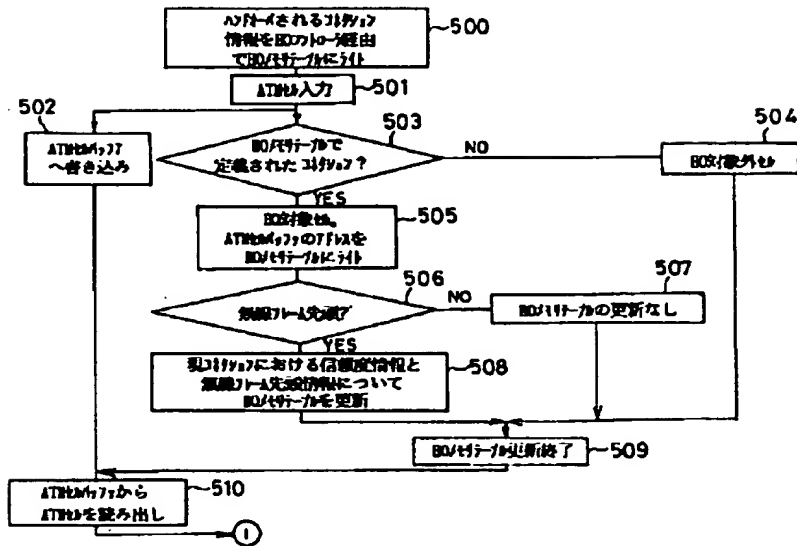 ﾊﾝﾄﾞｵｰﾊﾞされるｺﾈｸｼｮﾝ
情報をHOｺﾝﾄﾛｰﾗ経由
でHOﾒﾓﾘﾃｰﾌﾞﾙにﾗｲﾄ
500
ATMｾﾙ入力
501
502
ATMｾﾙﾊﾞｯﾌｧ
へ書き込み
503
HOﾒﾓﾘﾃｰﾌﾞﾙで
定義されたｺﾈｸｼｮﾝ？
NO
504
HO対象外ｾﾙ
YES
505
HO対象ｾﾙ。
ATMｾﾙﾊﾞｯﾌｧのｱﾄﾞﾚｽを
HOﾒﾓﾘﾃｰﾌﾞﾙにﾗｲﾄ
506
無線ﾌﾚｰﾑ先頭?
NO
507
HOﾒﾓﾘﾃｰﾌﾞﾙの更新なし
YES
現ｺﾈｸｼｮﾝにおける信頼度情報と
無線ﾌﾚｰﾑ先頭情報について
HOﾒﾓﾘﾃｰﾌﾞﾙを更新
508
HOﾒﾓﾘﾃｰﾌﾞﾙ更新終了
509
ATMｾﾙﾊﾞｯﾌｧから
ATMｾﾙを読み出し
510
1